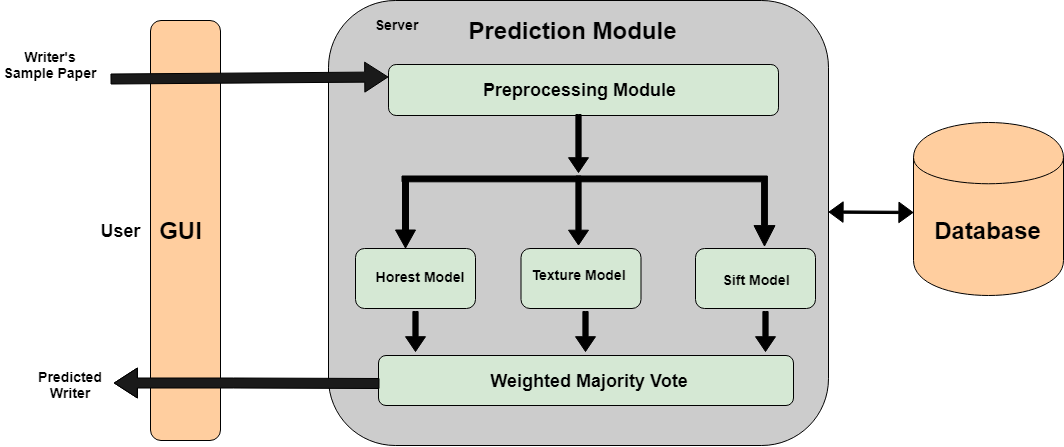 Server
Prediction Module
Writer's
Sample Paper
Preprocessing Module
User
GUI
Database
Horest Model
Texture Model
Sift Model
Predicted
Writer
Weighted Majority Vote